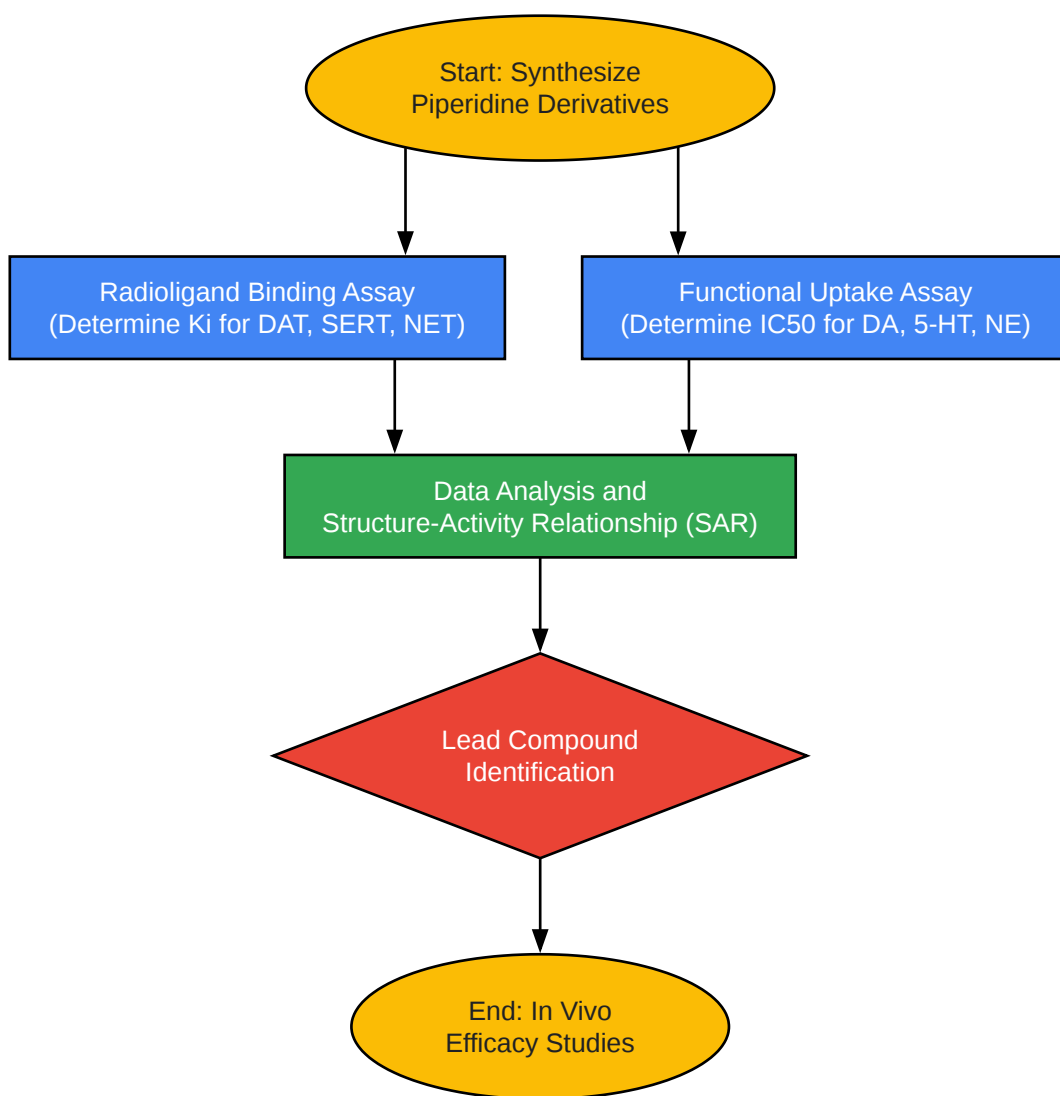 Start: Synthesize
Piperidine Derivatives
Radioligand Binding Assay
(Determine Ki for DAT, SERT, NET)
Functional Uptake Assay
(Determine IC50 for DA, 5-HT, NE)
Data Analysis and
Structure-Activity Relationship (SAR)
Lead Compound
Identification
End: In Vivo
Efficacy Studies